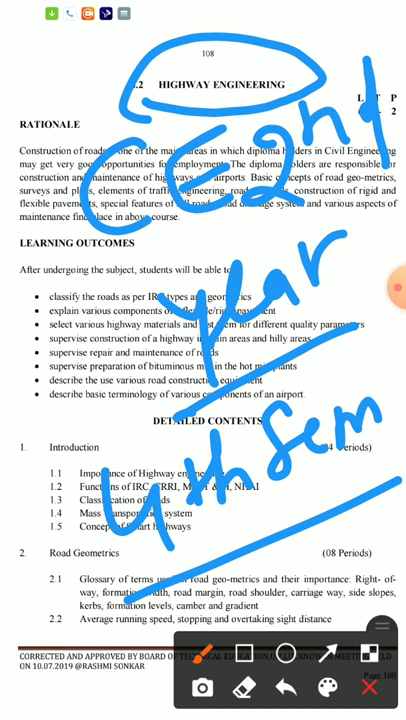 108
.2 HIGHWAY ENGINEERING
L T P
2
RATIONALE
Construction of roads one of the major areas in which diploma holders in Civil Engineering
may get very good opportunities for employment. The diploma holders are responsible for
construction and maintenance of highways airports. Basic concepts of road geo-metrics,
surveys and elements of traffic engineering, road construction of rigid and
flexible pavements, special features of road drainage system and various aspects of
maintenance find place in above course.
CE 2nd
year
4th Sem
LEARNING OUTCOMES
After undergoing the subject, students will be able to
• classify the roads as per IRC types and geometrics
• explain various components of flexible/rigid pavement
• select various highway materials and test them for different quality parameters
• supervise construction of a highway in plain areas and hilly areas
• supervise repair and maintenance of roads
• supervise preparation of bituminous mix in the hot mix plants
• describe the use various road construction equipment
• describe basic terminology of various components of an airport.
DETAILED CONTENTS
1. Introduction (04 Periods)
1.1 Importance of Highway engineering
1.2 Functions of IRC, CRRI, NHAI
1.3 Classification of roads
1.4 Mass transportation system
1.5 Concept of smart highways
2. Road Geometrics (08 Periods)
2.1 Glossary of terms used in road geo-metrics and their importance: Right- of-
way, formation width, road margin, road shoulder, carriage way, side slopes,
kerbs, formation levels, camber and gradient
2.2 Average running speed, stopping and overtaking sight distance
CORRECTED AND APPROVED BY BOARD OF TECHNICAL EDUCATION,U.P.,LUCKNOW MEETING HELD
ON 10.07.2019 @RASHMI SONKAR
Page 108